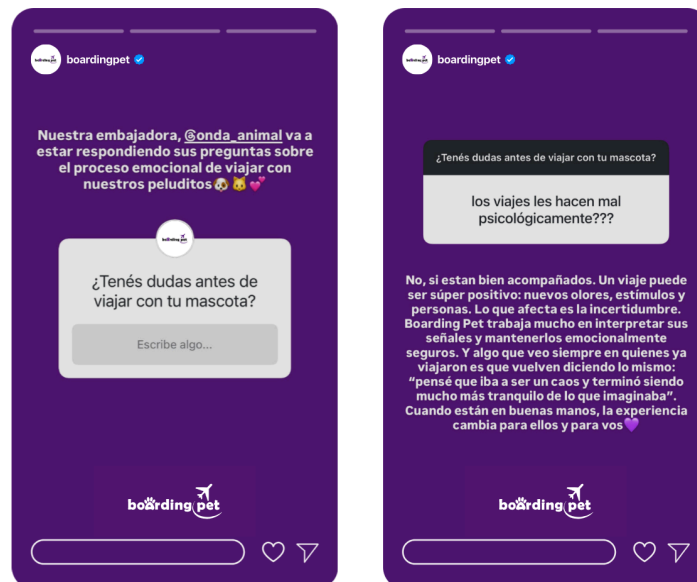 boardingpet
Nuestra embajadora, @onda_animal va a
estar respondiendo sus preguntas sobre
el proceso emocional de viajar con
nuestros peluditos🐶🐱💕
¿Tenés dudas antes de
viajar con tu mascota?
Escribe algo...
boarding pet
boardingpet
¿Tenés dudas antes de viajar con tu mascota?
los viajes les hacen mal
psicológicamente???
No, si estan bien acompañados. Un viaje puede
ser súper positivo: nuevos olores, estímulos y
personas. Lo que afecta es la incertidumbre.
Boarding Pet trabaja mucho en interpretar sus
señales y mantenerlos emocionalmente
seguros. Y algo que veo siempre en quienes ya
viajaron es que vuelven diciendo lo mismo:
“pensé que iba a ser un caos y terminó siendo
mucho más tranquilo de lo que imaginaba”.
Cuando están en buenas manos, la experiencia
cambia para ellos y para vos💜
boarding pet